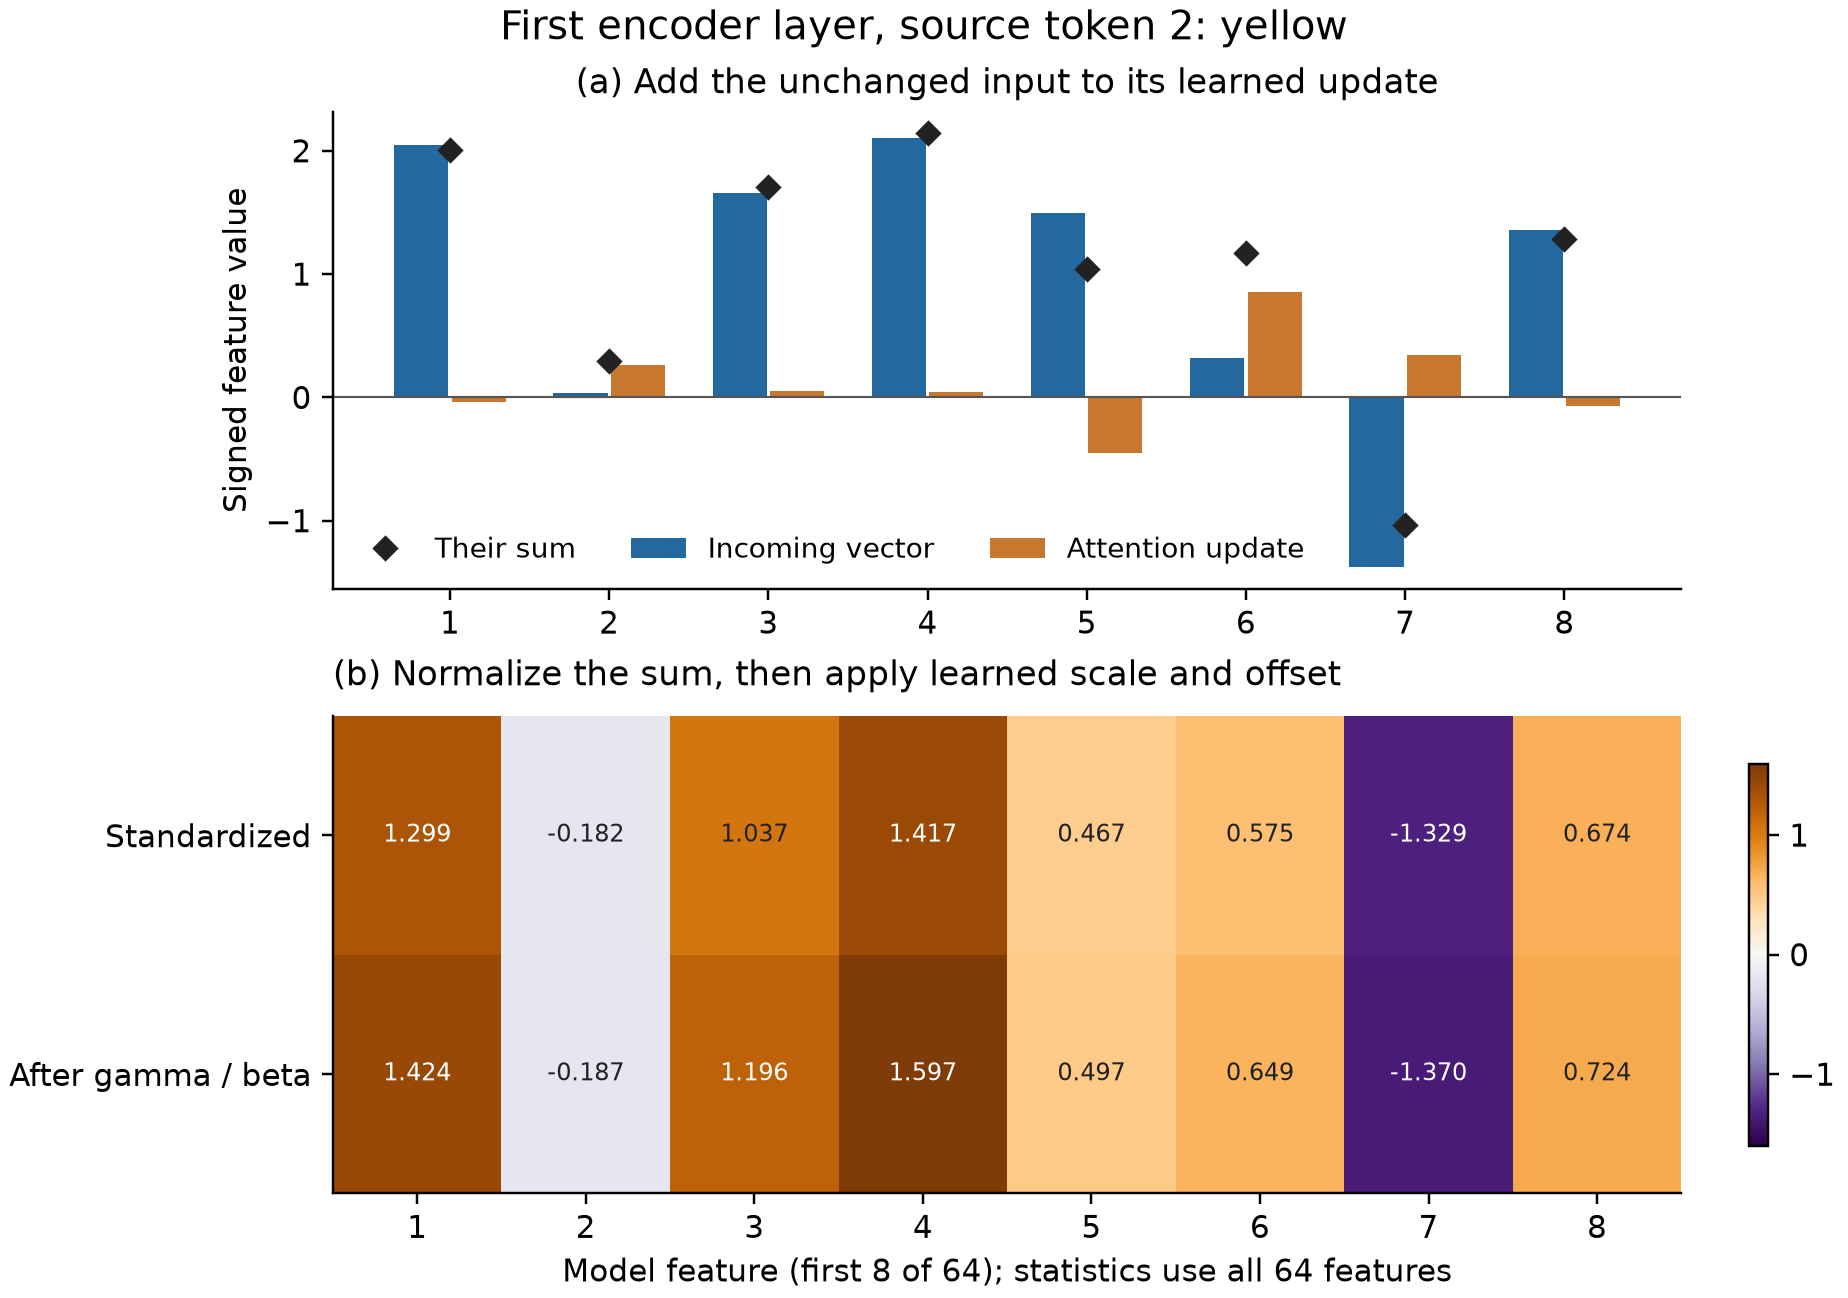 First encoder layer, source token 2: yellow
(a) Add the unchanged input to its learned update
Signed feature value
2
1
0
−1
Their sum
Incoming vector
Attention update
1 2 3 4 5 6 7 8
(b) Normalize the sum, then apply learned scale and offset
Standardized
1.299 -0.182 1.037 1.417 0.467 0.575 -1.329 0.674
After gamma / beta
1.424 -0.187 1.196 1.597 0.497 0.649 -1.370 0.724
1
0
−1
1 2 3 4 5 6 7 8
Model feature (first 8 of 64); statistics use all 64 features